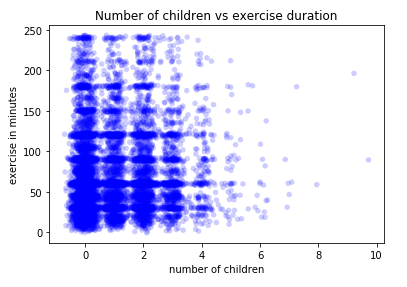 Number of children vs exercise duration
250
200
150
100
50
0
exercise in minutes
0 2 4 6 8 10
number of children